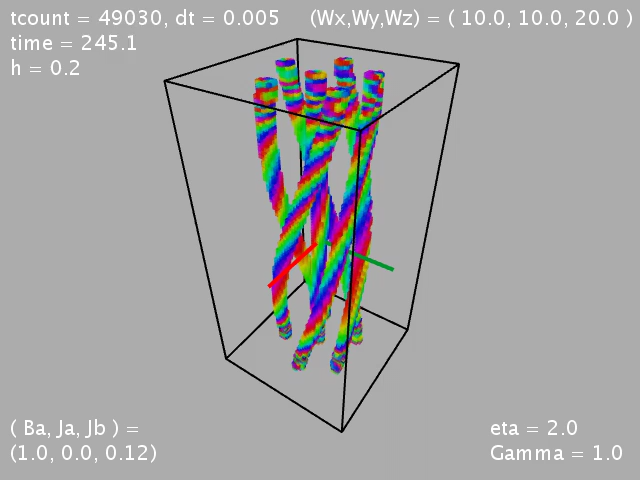 tcount = 49030, dt = 0.005 (Wx,Wy,Wz) = ( 10.0, 10.0, 20.0 )
time = 245.1
h = 0.2
( Ba, Ja, Jb ) =
(1.0, 0.0, 0.12)
eta = 2.0
Gamma = 1.0